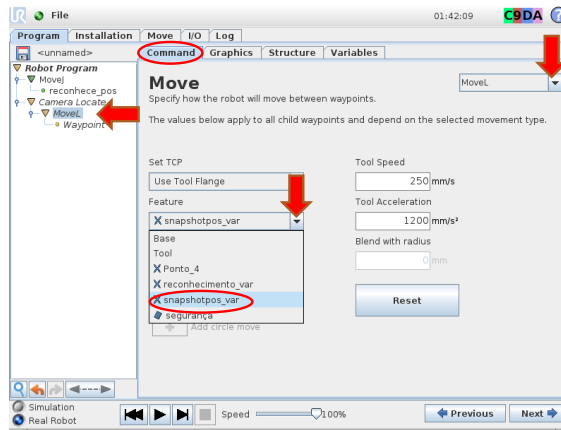 File
01:42:09
C9DA
Program Installation Move I/O Log
<unnamed>
Command Graphics Structure Variables
Robot Program
MoveJ
reconhece_pos
Camera Locate
MoveL
Waypoint
Move
MoveL
Specify how the robot will move between waypoints.
The values below apply to all child waypoints and depend on the selected movement type.
Set TCP
Tool Speed
Use Tool Flange
250 mm/s
Feature
Tool Acceleration
snapshotpos_var
1200 mm/s²
Base
Blend with radius
Tool
0 mm
Ponto_4
reconhecimento_var
snapshotpos_var
Reset
segurança
Add circle move
Simulation
Real Robot
Speed
100%
Previous
Next